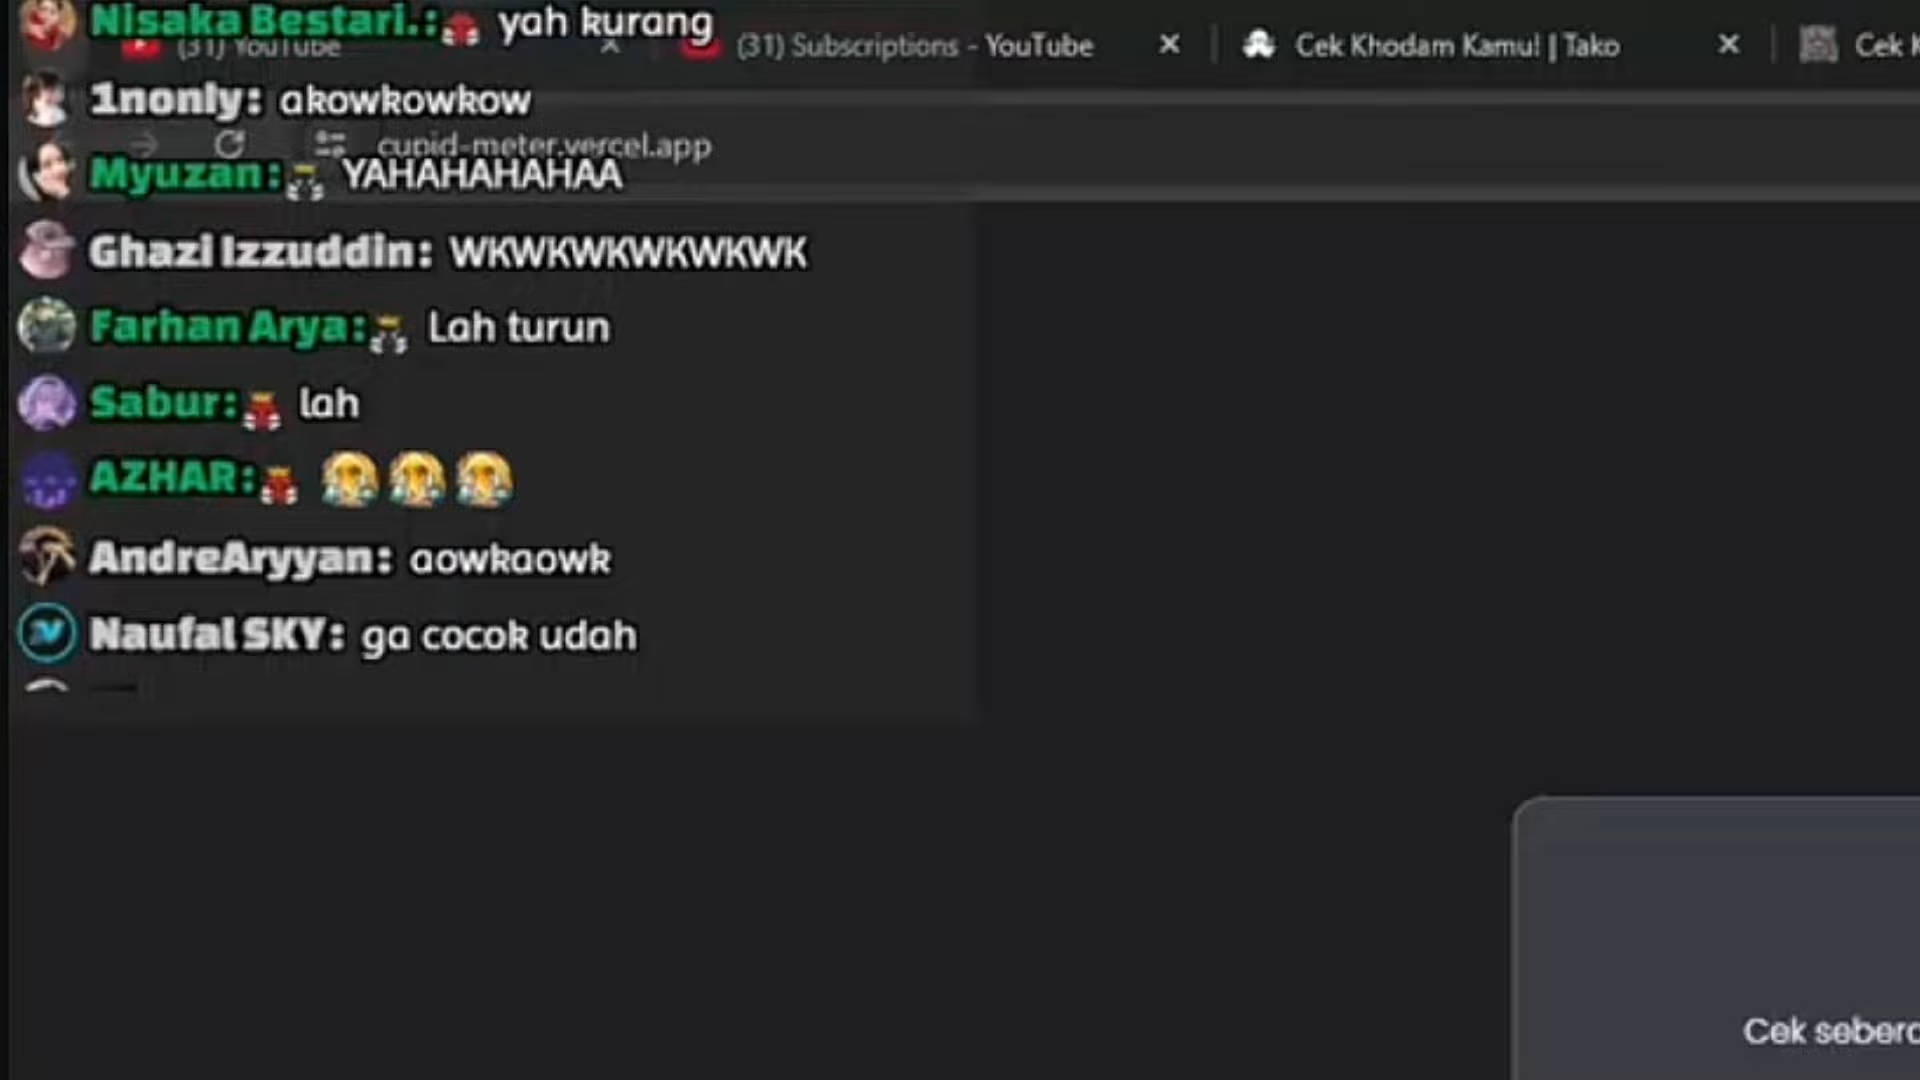 Nisaka Bestari.: yah kurang
(31) YouTube
(31) Subscriptions - YouTube
Cek Khodam Kamu! | Tako
Cek
1nonly: akowkowkow
cupid-meter.vercel.app
Myuzan: YAHAHAHAHAA
Ghazi Izzuddin: WKWKWKWKWKWK
Farhan Arya: Lah turun
Sabur: lah
AZHAR:
AndreAryyan: aowkaowk
Naufal SKY: ga cocok udah
Cek